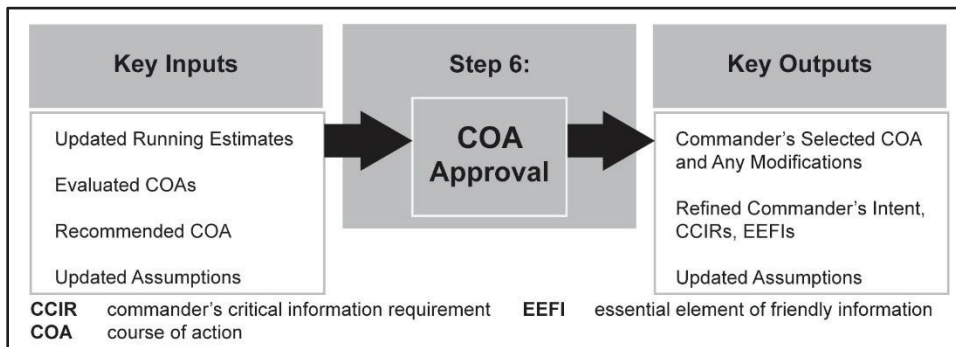 Key Inputs
Updated Running Estimates
Evaluated COAs
Recommended COA
Updated Assumptions
Step 6:
COA
Approval
Key Outputs
Commander’s Selected COA
and Any Modifications
Refined Commander’s Intent,
CCIRs, EEFIs
Updated Assumptions
CCIR commander’s critical information requirement EEFI essential element of friendly information
COA course of action